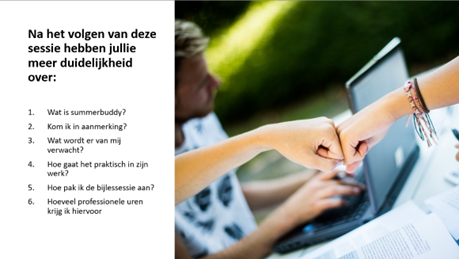 Na het volgen van deze
sessie hebben jullie
meer duidelijkheid
over:
1. Wat is summerbuddy?
2. Kom ik in aanmerking?
3. Wat wordt er van mij
verwacht?
4. Hoe gaat het praktisch in zijn
werk?
5. Hoe pak ik de bijlessessie aan?
6. Hoeveel professionele uren
krijg ik hiervoor